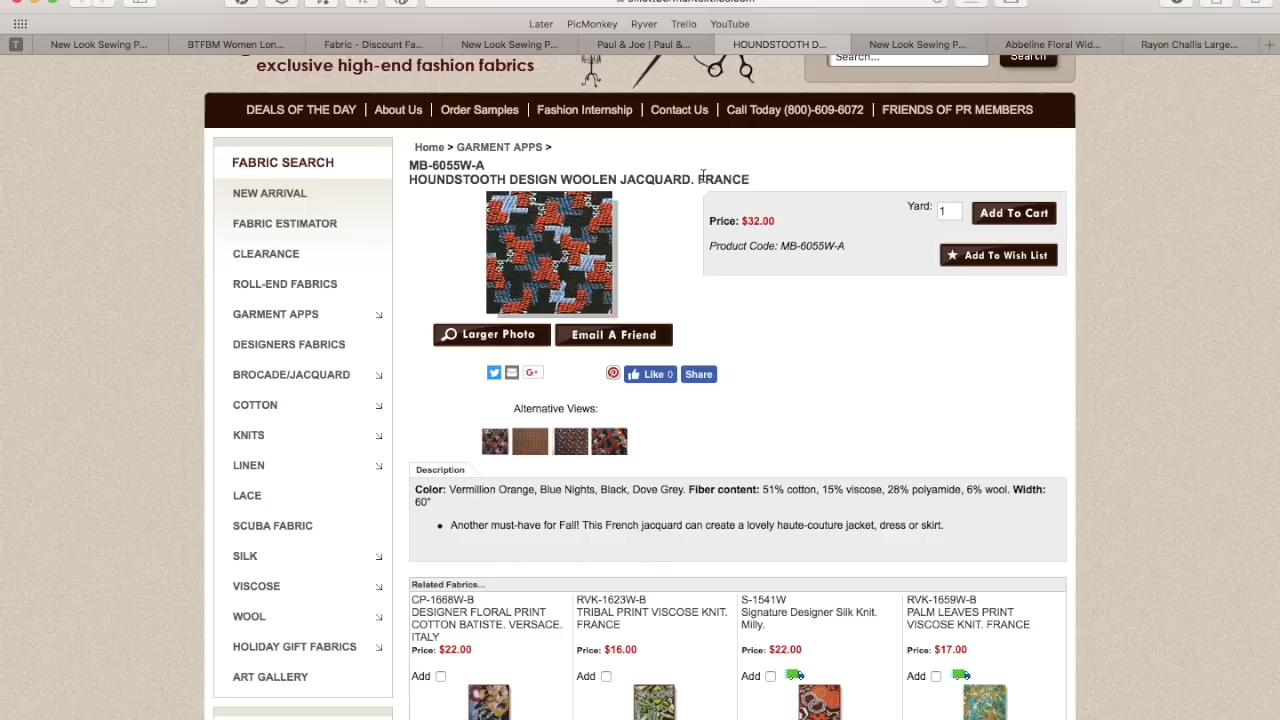 Later PicMonkey Ryver Trello YouTube
T New Look Sewing P... BTFBM Women Lon... Fabric - Discount Fa... New Look Sewing P... Paul & Joe | Paul &... HOUNDSTOOTH D... New Look Sewing P... Abbeline Floral Wid... Rayon Challis Large... +
exclusive high-end fashion fabrics
Search... Search
DEALS OF THE DAY | About Us | Order Samples | Fashion Internship | Contact Us | Call Today (800)-609-6072 | FRIENDS OF PR MEMBERS
FABRIC SEARCH
NEW ARRIVAL
FABRIC ESTIMATOR
CLEARANCE
ROLL-END FABRICS
GARMENT APPS
DESIGNERS FABRICS
BROCADE/JACQUARD
COTTON
KNITS
LINEN
LACE
SCUBA FABRIC
SILK
VISCOSE
WOOL
HOLIDAY GIFT FABRICS
ART GALLERY
Home > GARMENT APPS >
MB-6055W-A
HOUNDSTOOTH DESIGN WOOLEN JACQUARD. FRANCE
Price: $32.00
Product Code: MB-6055W-A
Yard: 1 Add To Cart
Add To Wish List
Larger Photo Email A Friend
G+ Like 0 Share
Alternative Views:
Description
Color: Vermillion Orange, Blue Nights, Black, Dove Grey. Fiber content: 51% cotton, 15% viscose, 28% polyamide, 6% wool. Width:
60"
• Another must-have for Fall! This French jacquard can create a lovely haute-couture jacket, dress or skirt.
Related Fabrics...
CP-1668W-B
DESIGNER FLORAL PRINT
COTTON BATISTE. VERSACE.
ITALY
Price: $22.00
Add
RVK-1623W-B
TRIBAL PRINT VISCOSE KNIT.
FRANCE
Price: $16.00
Add
S-1541W
Signature Designer Silk Knit.
Milly.
Price: $22.00
Add
RVK-1659W-B
PALM LEAVES PRINT
VISCOSE KNIT. FRANCE
Price: $17.00
Add